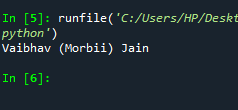 In [5]: runfile('C:/Users/HP/Deskt
python')
Vaibhav (Morbii) Jain
In [6]: